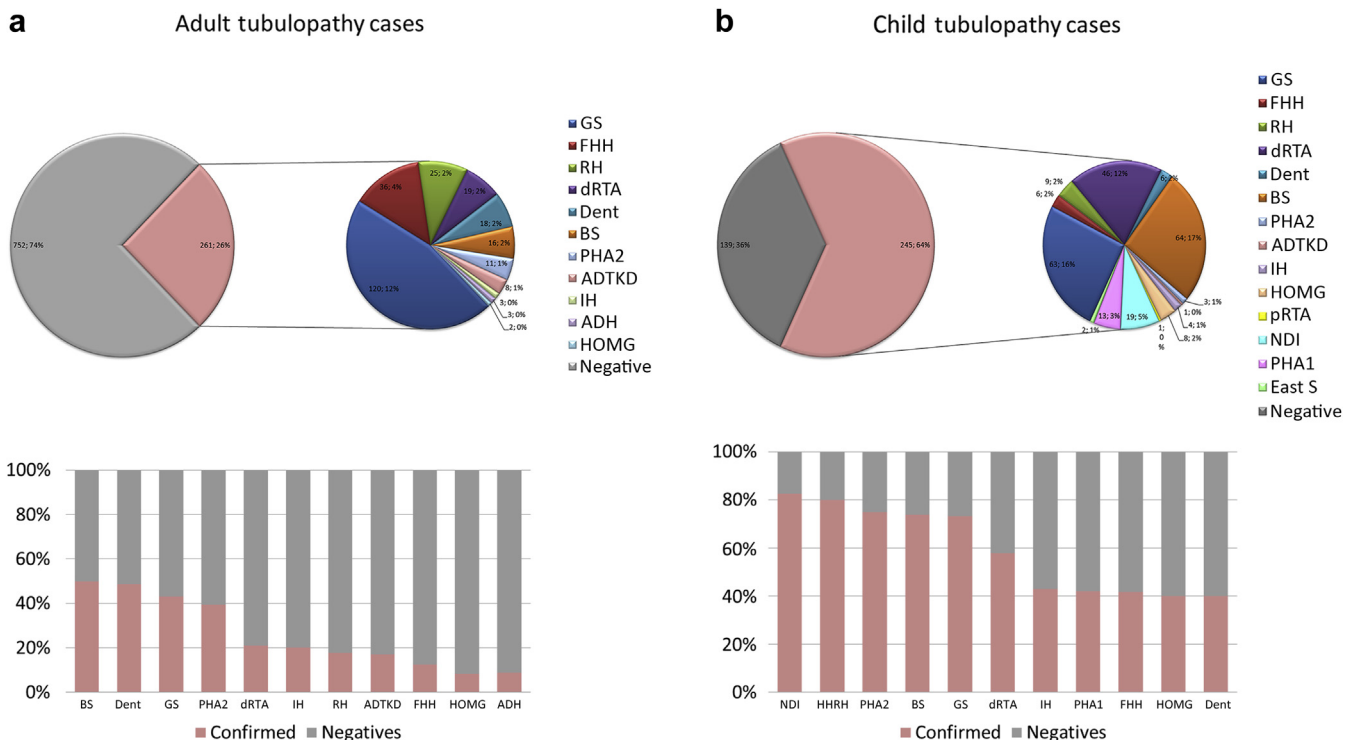 a
Adult tubulopathy cases
752; 74%
261; 26%
36; 4%
25; 2%
19; 2%
18; 2%
16; 2%
11; 1%
8; 1%
3; 0%
3; 0%
2; 0%
120; 12%
GS
FHH
RH
dRTA
Dent
BS
PHA2
ADTKD
IH
ADH
HOMG
Negative
100%
80%
60%
40%
20%
0%
BS Dent GS PHA2 dRTA IH RH ADTKD FHH HOMG ADH
Confirmed Negatives
b
Child tubulopathy cases
139; 36%
245; 64%
9; 2%
6; 2%
46; 12%
6; 2%
64; 17%
63; 16%
3; 1%
1; 0%
4; 1%
8; 2%
1;
0
%
19; 5%
13; 3%
2; 1%
GS
FHH
RH
dRTA
Dent
BS
PHA2
ADTKD
IH
HOMG
pRTA
NDI
PHA1
East S
Negative
100%
80%
60%
40%
20%
0%
NDI HHRH PHA2 BS GS dRTA IH PHA1 FHH HOMG Dent
Confirmed Negatives